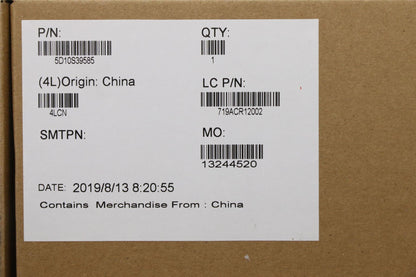 P/N: QTY:
5D10S39585 1
(4L)Origin: China LC P/N:
4LCN 719ACR12002
SMTPN: MO:
13244520
DATE: 2019/8/13 8:20:55
Contains Merchandise From : China